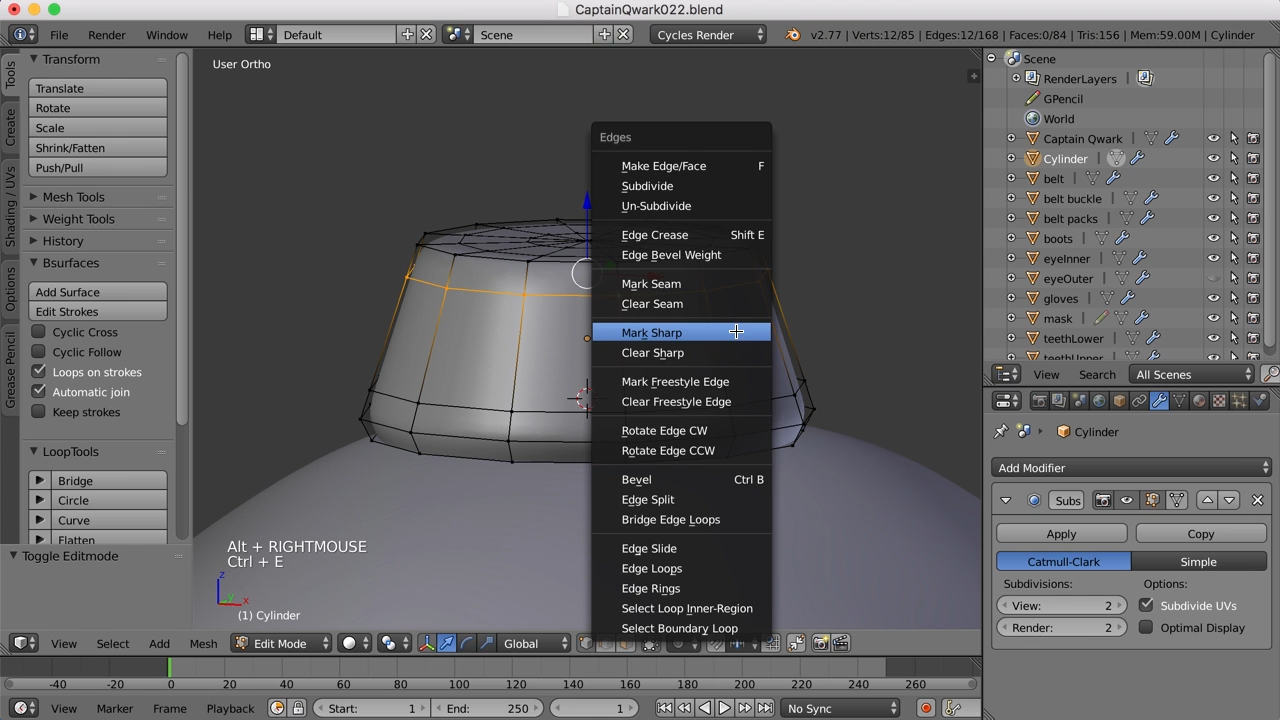 CaptainQwark022.blend
File Render Window Help Default Scene Cycles Render v2.77 | Verts:12/85 | Edges:12/168 | Faces:0/84 | Tris:156 | Mem:59.00M | Cylinder
Tools
Create
Shading / UVs
Options
Grease Pencil
Transform
Translate
Rotate
Scale
Shrink/Fatten
Push/Pull
Mesh Tools
Weight Tools
History
Bsurfaces
Add Surface
Edit Strokes
Cyclic Cross
Cyclic Follow
Loops on strokes
Automatic join
Keep strokes
LoopTools
Bridge
Circle
Curve
Flatten
Toggle Editmode
User Ortho
Edges
Make Edge/Face F
Subdivide
Un-Subdivide
Edge Crease Shift E
Edge Bevel Weight
Mark Seam
Clear Seam
Mark Sharp
Clear Sharp
Mark Freestyle Edge
Clear Freestyle Edge
Rotate Edge CW
Rotate Edge CCW
Bevel Ctrl B
Edge Split
Bridge Edge Loops
Edge Slide
Edge Loops
Edge Rings
Select Loop Inner-Region
Select Boundary Loop
Alt + RIGHTMOUSE
Ctrl + E
z
y
x
(1) Cylinder
View Select Add Mesh Edit Mode Global
Scene
RenderLayers
GPencil
World
Captain Qwark
Cylinder
belt
belt buckle
belt packs
boots
eyeInner
eyeOuter
gloves
mask
teethLower
teethUpper
View Search All Scenes
Cylinder
Add Modifier
Subs
Apply Copy
Catmull-Clark Simple
Subdivisions: Options:
View: 2 Subdivide UVs
Render: 2 Optimal Display
-40 -20 0 20 40 60 80 100 120 140 160 180 200 220 240 260
View Marker Frame Playback Start: 1 End: 250 1 No Sync